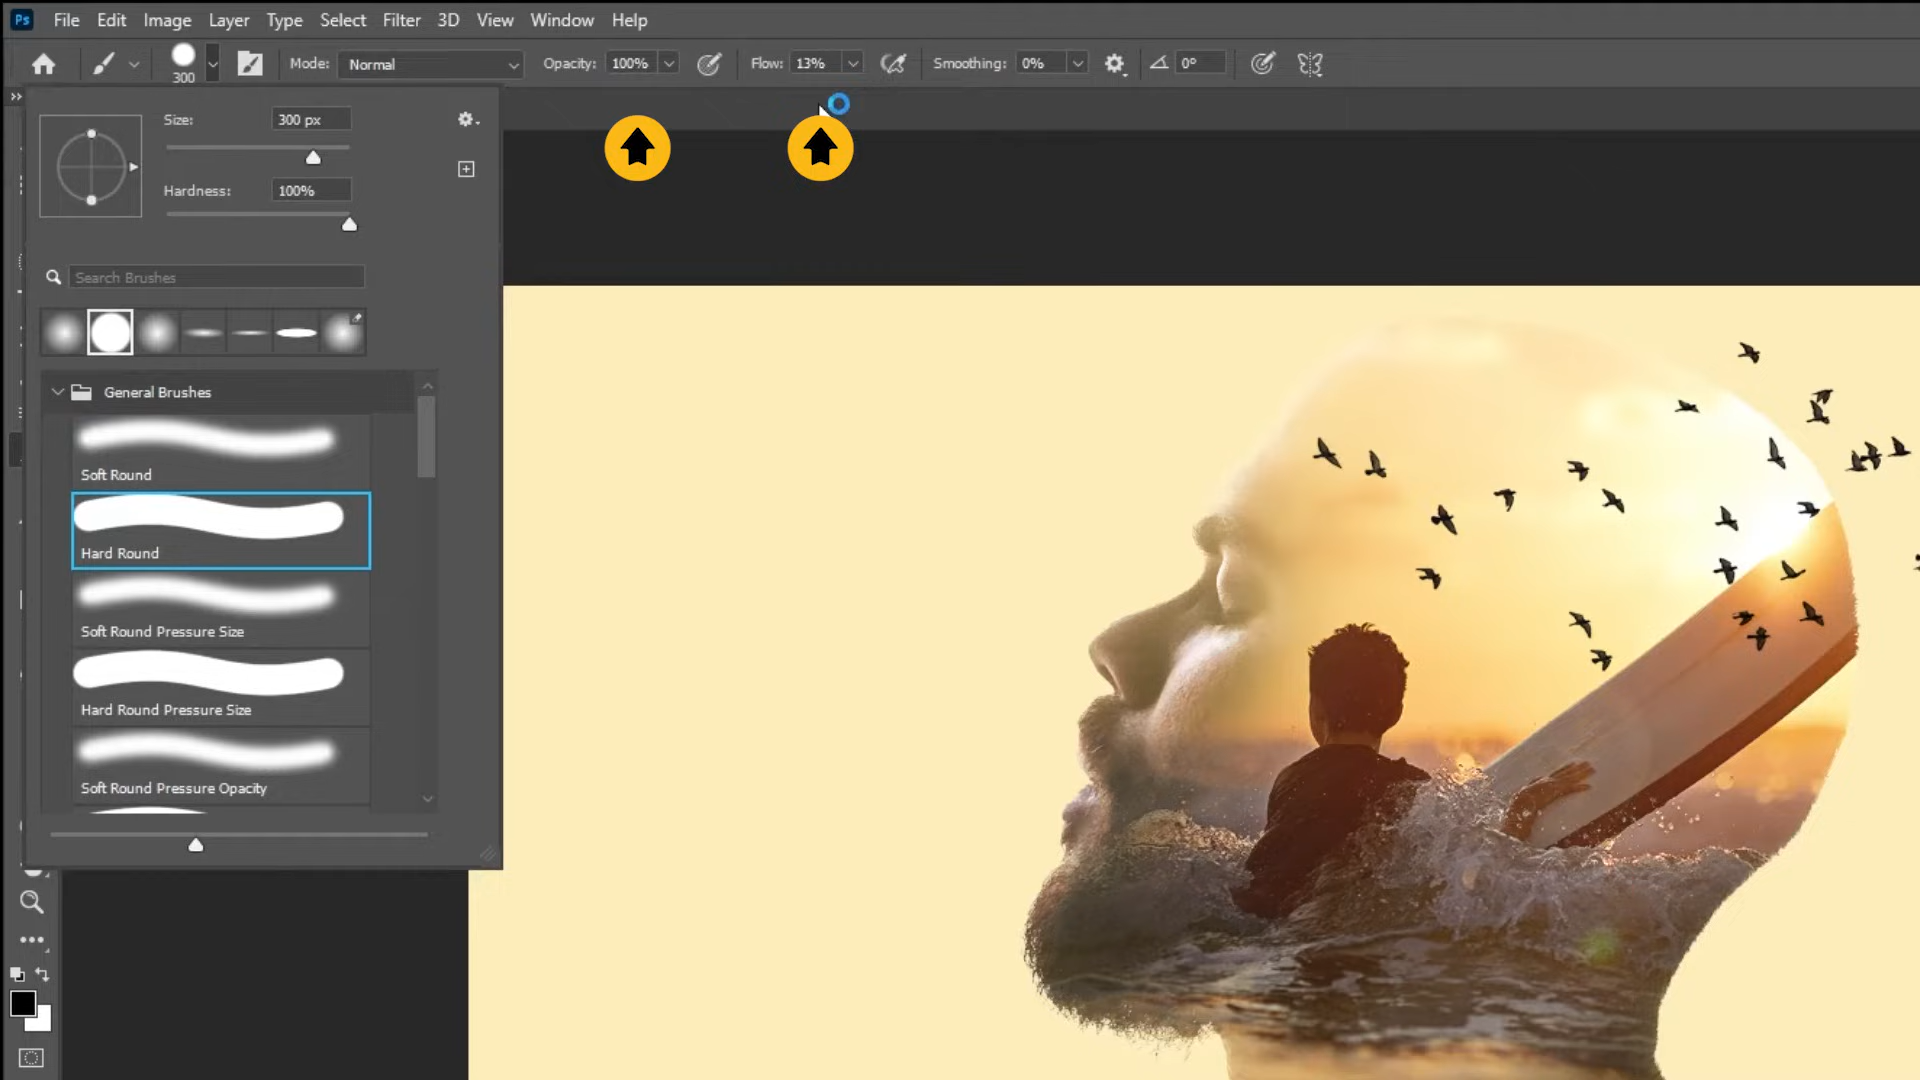 Ps File Edit Image Layer Type Select Filter 3D View Window Help
300 Mode: Normal Opacity: 100% Flow: 13% Smoothing: 0% 0°
Size: 300 px
Hardness: 100%
Search Brushes
General Brushes
Soft Round
Hard Round
Soft Round Pressure Size
Hard Round Pressure Size
Soft Round Pressure Opacity